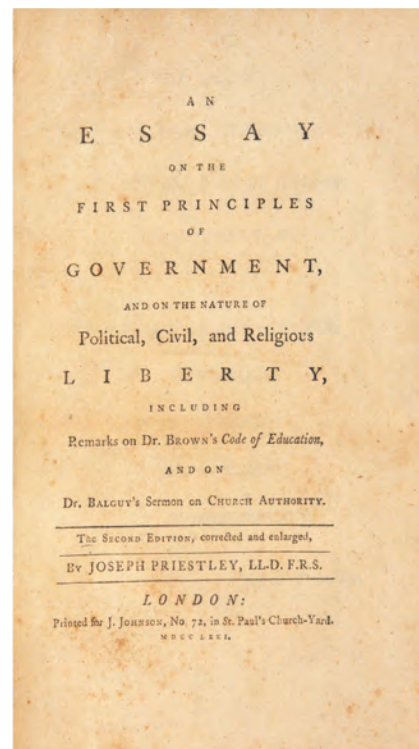 AN
ESSAY
ON THE
FIRST PRINCIPLES
OF
GOVERNMENT,
AND ON THE NATURE OF
Political, Civil, and Religious
LIBERTY,
INCLUDING
Remarks on Dr. BROWN's Code of Education,
AND ON
Dr. BALGUY's Sermon on CHURCH AUTHORITY.
The SECOND EDITION, corrected and enlarged,
By JOSEPH PRIESTLEY, LL.D. F.R.S.
LONDON:
Printed for J. JOHNSON, No. 72, in St. Paul's Church-Yard.
MDCCLXXI.